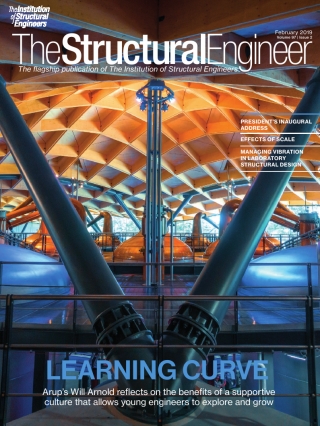 The Institution
of Structural
Engineers
TheStructuralEngineer
February 2019
Volume 97 | Issue 2
The flagship publication of The Institution of Structural Engineers
PRESIDENT'S INAUGURAL
ADDRESS
EFFECTS OF SCALE
MANAGING VIBRATION
IN LABORATORY
STRUCTURAL DESIGN
LEARNING CURVE
Arup's Will Arnold reflects on the benefits of a supportive
culture that allows young engineers to explore and grow